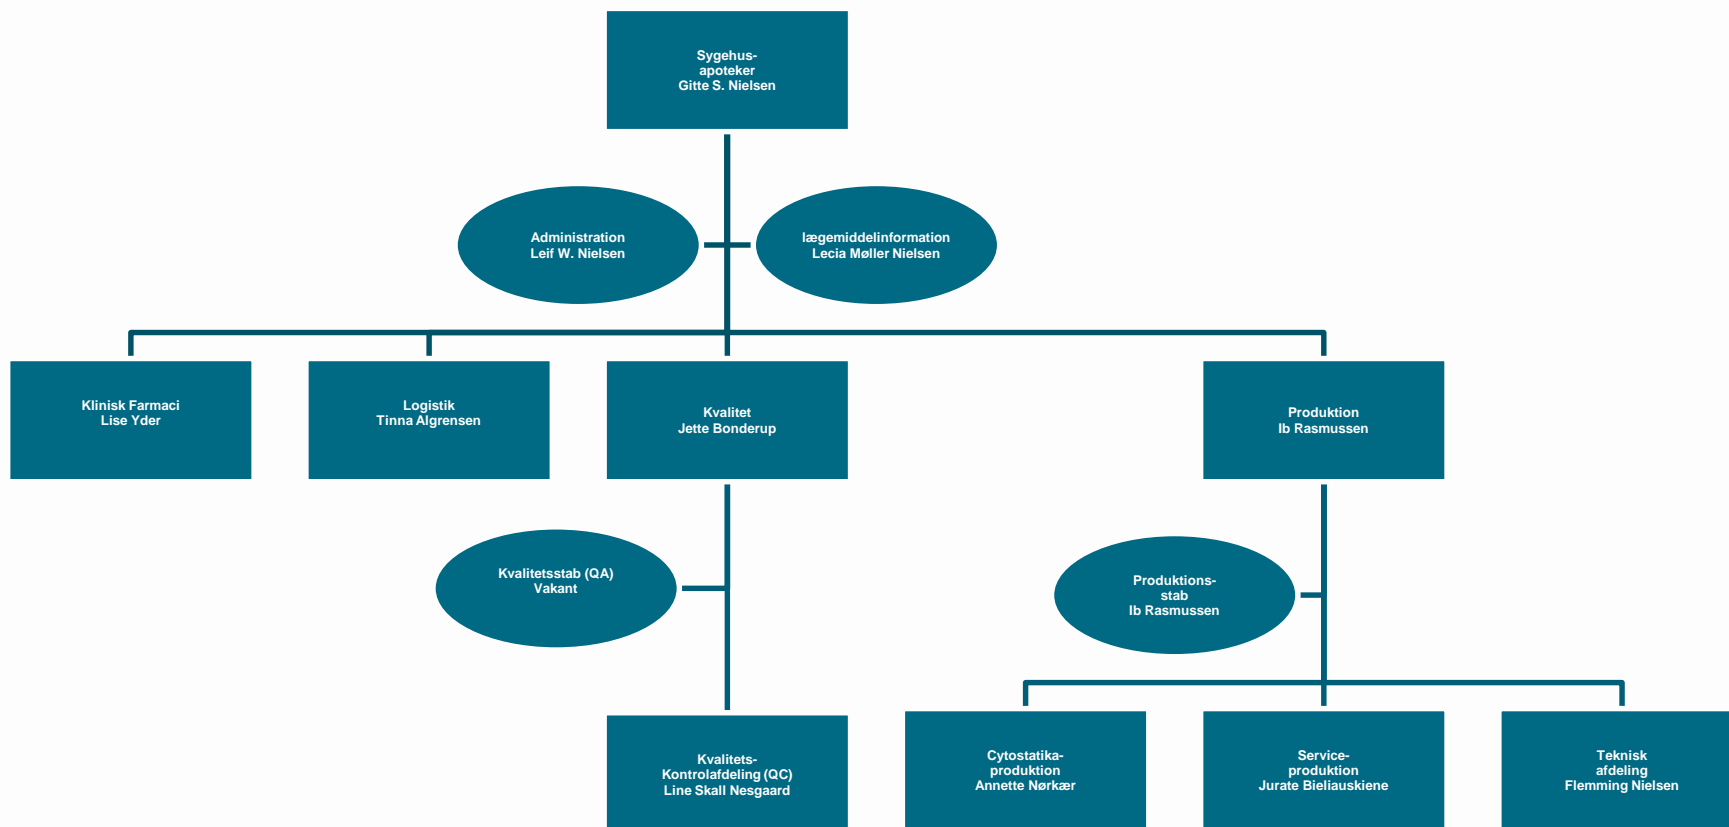 Sygehus-
apoteker
Gitte S. Nielsen
Administration
Leif W. Nielsen
lægemiddelinformation
Lecia Møller Nielsen
Klinisk Farmaci
Lise Yder
Logistik
Tinna Algrensen
Kvalitet
Jette Bonderup
Produktion
Ib Rasmussen
Kvalitetsstab (QA)
Vakant
Produktions-
stab
Ib Rasmussen
Kvalitets-
Kontrolafdeling (QC)
Line Skall Nesgaard
Cytostatika-
produktion
Annette Nørkær
Service-
produktion
Jurate Bieliauskiene
Teknisk
afdeling
Flemming Nielsen